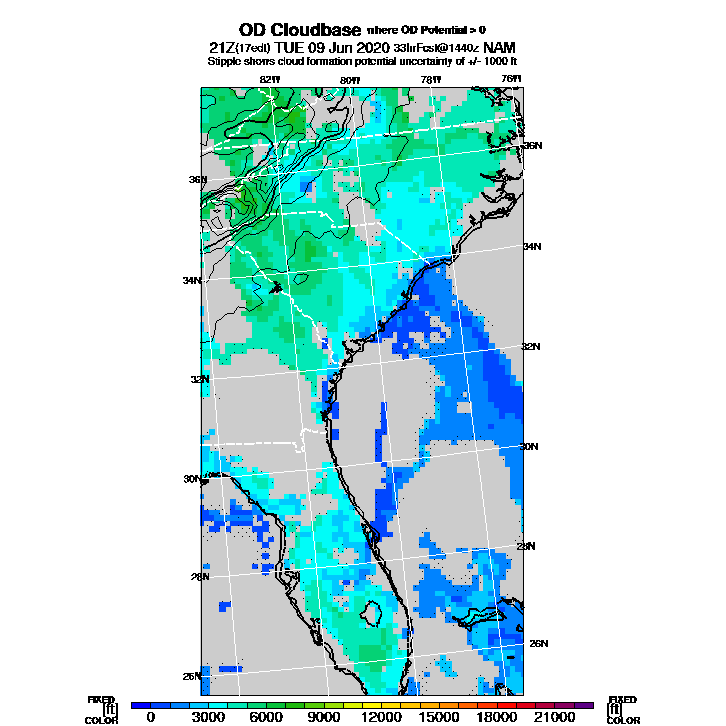 OD Cloudbase where OD Potential > 0
21Z(17edt) TUE 09 Jun 2020 33hrFcst@1440z NAM
Stipple shows cloud formation potential uncertainty of +/- 1000 ft
82W 80W 78W 76W
36N 36N
34N 34N
32N 32N
30N 30N
28N 28N
26N 26N
FIXED FIXED
[ft] [ft]
COLOR COLOR
0 3000 6000 9000 12000 15000 18000 21000